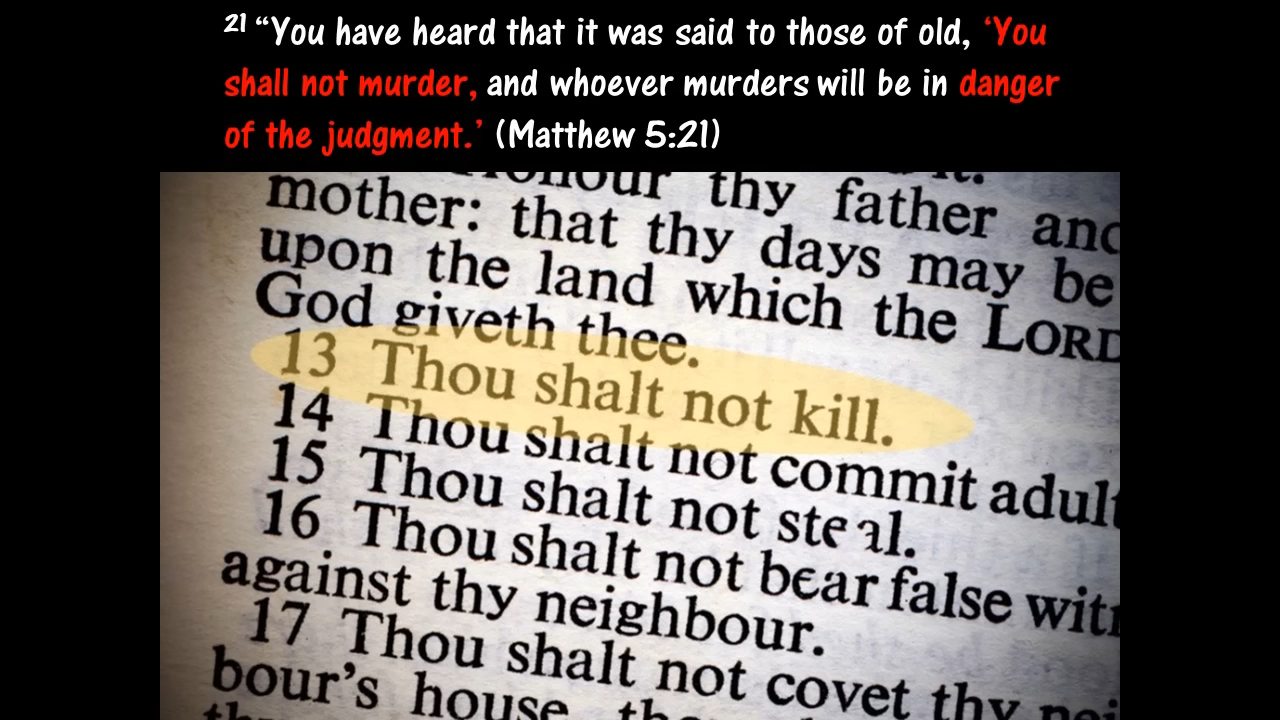 21 “You have heard that it was said to those of old, ‘You
shall not murder, and whoever murders will be in danger
of the judgment.’ (Matthew 5:21)
thy father and
mother: that thy days may be
upon the land which the LORD
God giveth thee.
13 Thou shalt not kill.
14 Thou shalt not commit adult
15 Thou shalt not steal.
16 Thou shalt not bear false wit
against thy neighbour.
17 Thou shalt not covet thy nei
bour’s house,